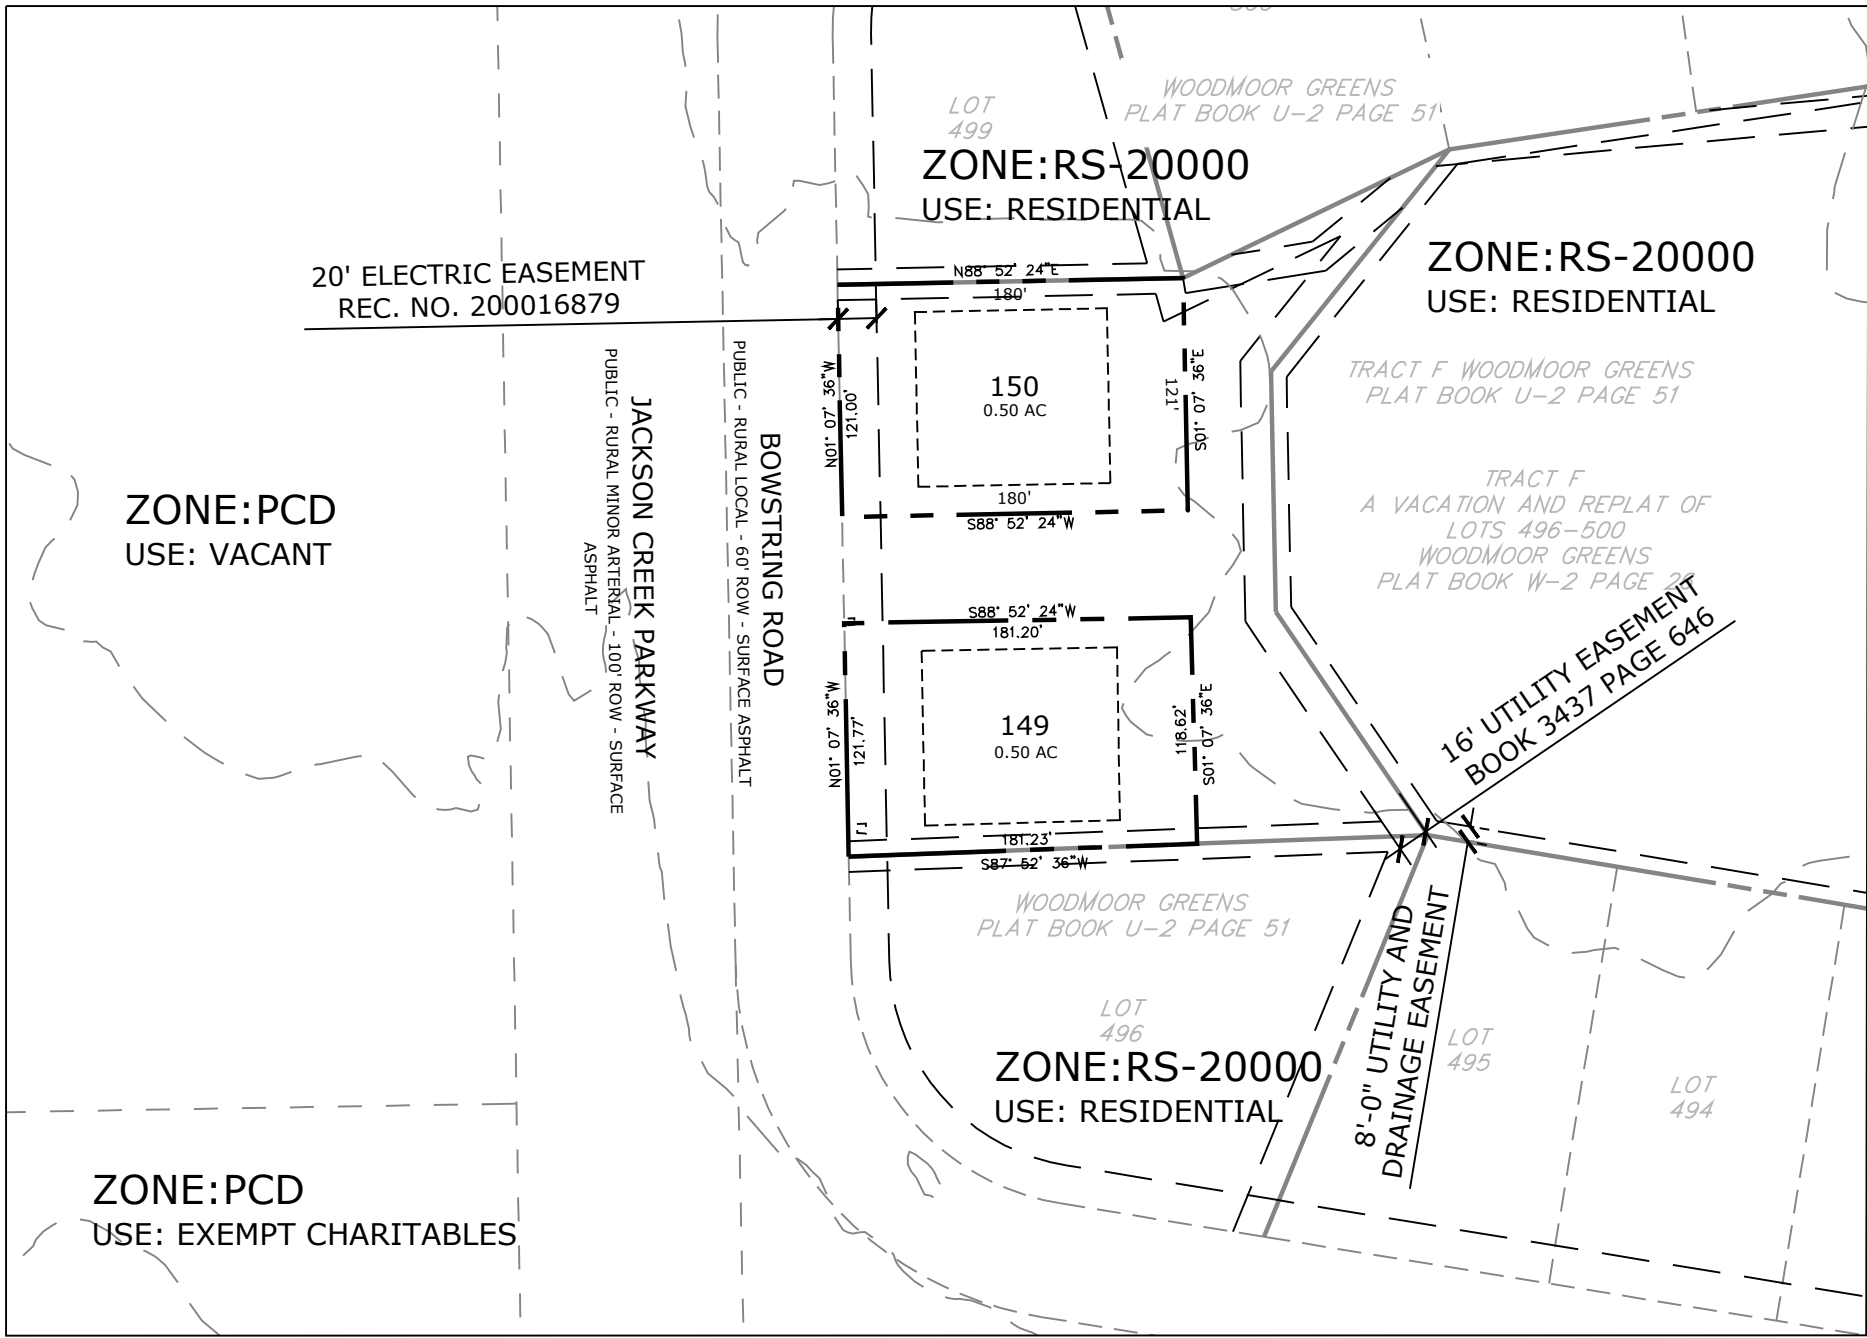 WOODMOOR GREENS
PLAT BOOK U-2 PAGE 51
LOT
499
ZONE:RS-20000
USE: RESIDENTIAL
ZONE:RS-20000
USE: RESIDENTIAL
20' ELECTRIC EASEMENT
REC. NO. 200016879
N88° 52' 24"E
180'
N01° 07' 36"W
121.00'
150
0.50 AC
121'
S01° 07' 36"E
180'
S88° 52' 24"W
TRACT F WOODMOOR GREENS
PLAT BOOK U-2 PAGE 51
TRACT F
A VACATION AND REPLAT OF
LOTS 496-500
WOODMOOR GREENS
PLAT BOOK W-2 PAGE
ZONE:PCD
USE: VACANT
JACKSON CREEK PARKWAY
PUBLIC - RURAL MINOR ARTERIAL - 100' ROW - SURFACE
ASPHALT
BOWSTRING ROAD
PUBLIC - RURAL LOCAL - 60' ROW - SURFACE ASPHALT
S88° 52' 24"W
181.20'
N01° 07' 36"W
121.77'
149
0.50 AC
118.62'
S01° 07' 36"E
181.23'
S87° 52' 36"W
16' UTILITY EASEMENT
BOOK 3437 PAGE 646
WOODMOOR GREENS
PLAT BOOK U-2 PAGE 51
LOT
496
ZONE:RS-20000
USE: RESIDENTIAL
8'-0" UTILITY AND
DRAINAGE EASEMENT
LOT
495
LOT
494
ZONE:PCD
USE: EXEMPT CHARITABLES